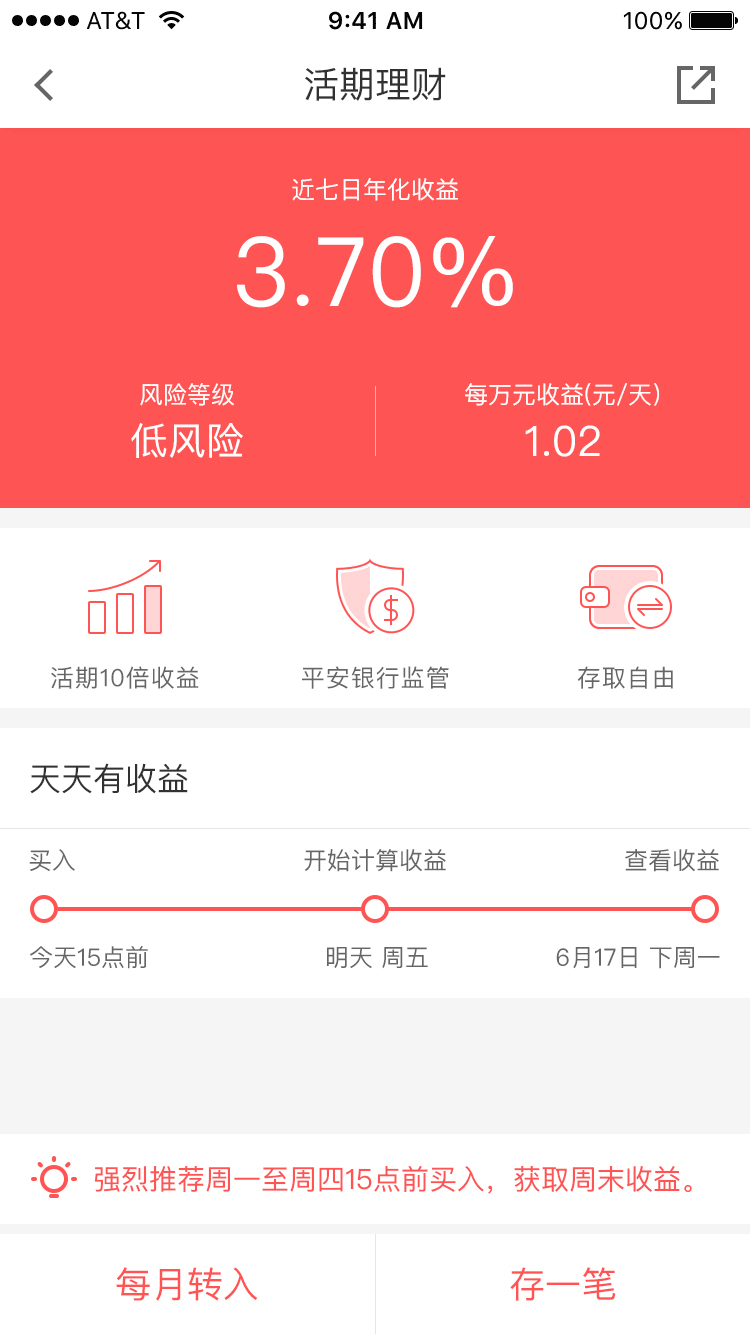 AT&T 9:41 AM 100%
活期理财
近七日年化收益
3.70%
风险等级 每万元收益(元/天)
低风险 1.02
$
活期10倍收益 平安银行监管 存取自由
天天有收益
买入 开始计算收益 查看收益
今天15点前 明天 周五 6月17日 下周一
强烈推荐周一至周四15点前买入，获取周末收益。
每月转入 存一笔